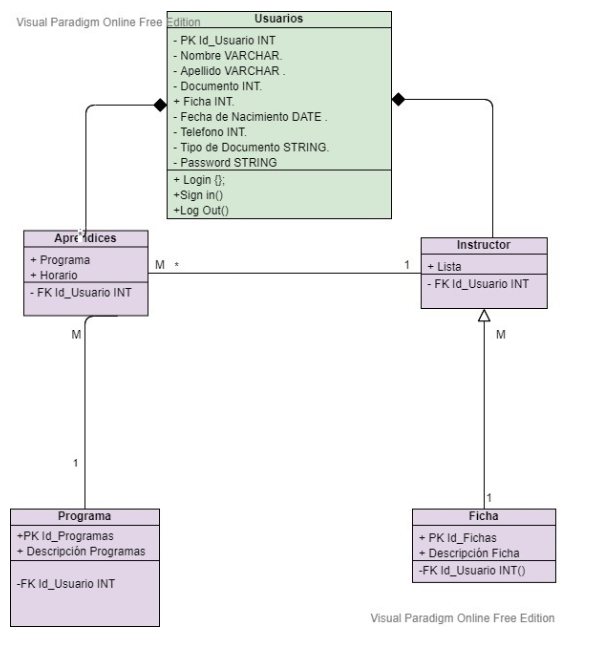 Visual Paradigm Online Free Edition
Usuarios
- PK Id_Usuario INT
- Nombre VARCHAR.
- Apellido VARCHAR .
- Documento INT.
+ Ficha INT.
- Fecha de Nacimiento DATE .
- Telefono INT.
- Tipo de Documento STRING.
- Password STRING
+ Login {};
+Sign in()
+Log Out()
Aprendices
+ Programa
+ Horario
- FK Id_Usuario INT
M *
1
Instructor
+ Lista
- FK Id_Usuario INT
M
M
1
1
Programa
+PK Id_Programas
+ Descripción Programas
-FK Id_Usuario INT
Ficha
+ PK Id_Fichas
+ Descripción Ficha
-FK Id_Usuario INT()
Visual Paradigm Online Free Edition